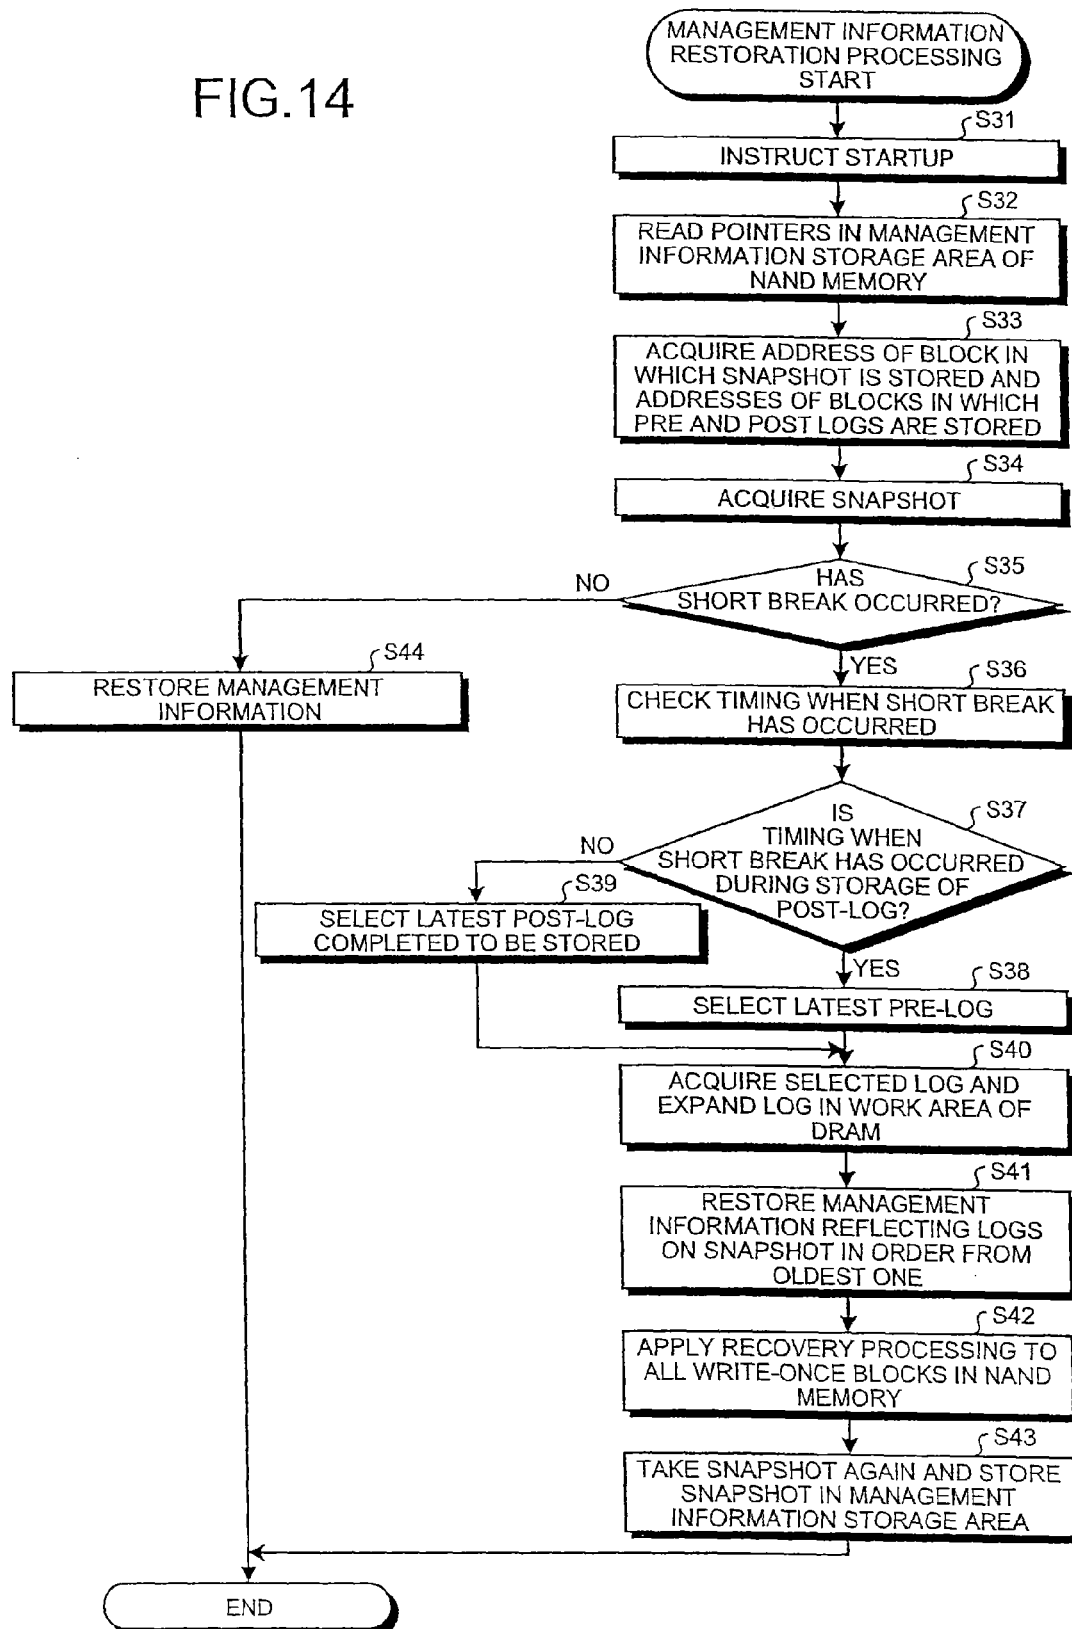 FIG.14
MANAGEMENT INFORMATION
RESTORATION PROCESSING
START
S31
INSTRUCT STARTUP
S32
READ POINTERS IN MANAGEMENT
INFORMATION STORAGE AREA OF
NAND MEMORY
S33
ACQUIRE ADDRESS OF BLOCK IN
WHICH SNAPSHOT IS STORED AND
ADDRESSES OF BLOCKS IN WHICH
PRE AND POST LOGS ARE STORED
S34
ACQUIRE SNAPSHOT
S35
HAS
SHORT BREAK OCCURRED?
NO
YES
S44
RESTORE MANAGEMENT
INFORMATION
S36
CHECK TIMING WHEN SHORT BREAK
HAS OCCURRED
S37
IS
TIMING WHEN
SHORT BREAK HAS OCCURRED
DURING STORAGE OF
POST-LOG?
NO
YES
S39
SELECT LATEST POST-LOG
COMPLETED TO BE STORED
S38
SELECT LATEST PRE-LOG
S40
ACQUIRE SELECTED LOG AND
EXPAND LOG IN WORK AREA OF
DRAM
S41
RESTORE MANAGEMENT
INFORMATION REFLECTING LOGS
ON SNAPSHOT IN ORDER FROM
OLDEST ONE
S42
APPLY RECOVERY PROCESSING TO
ALL WRITE-ONCE BLOCKS IN NAND
MEMORY
S43
TAKE SNAPSHOT AGAIN AND STORE
SNAPSHOT IN MANAGEMENT
INFORMATION STORAGE AREA
END